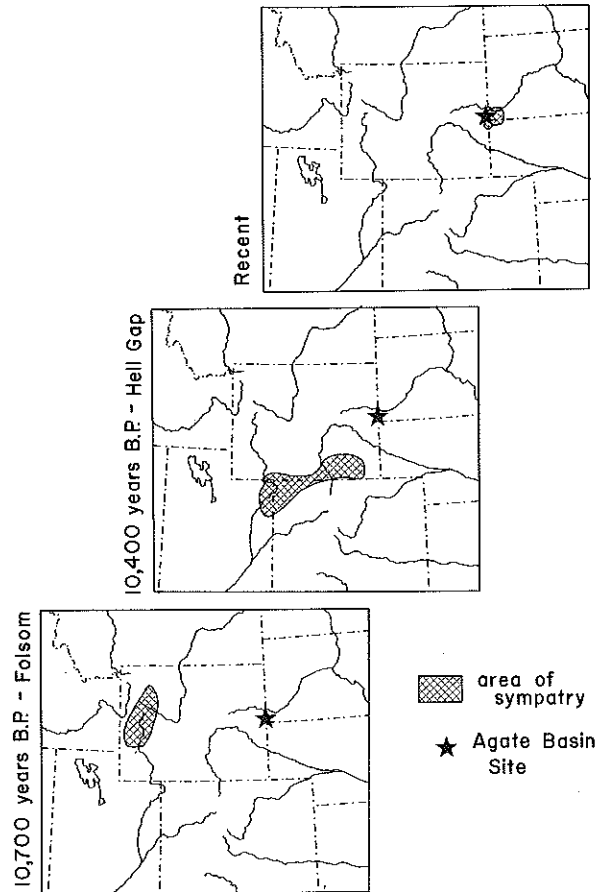 Recent
10,400 years B.P. - Hell Gap
10,700 years B.P. - Folsom
area of
sympatry
Agate Basin
Site